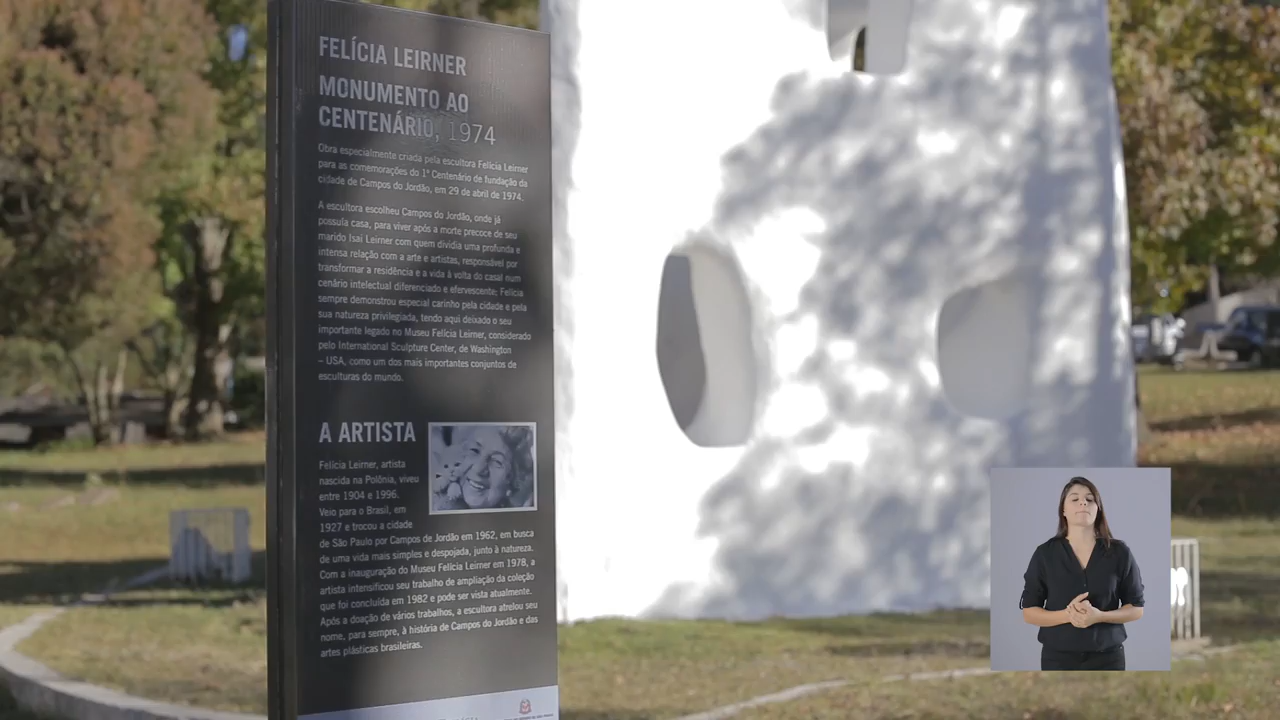 FELÍCIA LEIRNER
MONUMENTO AO
CENTENÁRIO, 1974
Obra especialmente criada pela escultora Felícia Leirner
para as comemorações do 1º Centenário de fundação da
cidade de Campos do Jordão, em 29 de abril de 1974.
A escultora escolheu Campos do Jordão, onde já
possuía casa, para viver após a morte precoce de seu
marido Isai Leirner com quem dividia uma profunda e
intensa relação com a arte e artistas, responsável por
transformar a residência e a vida à volta do casal num
cenário intelectual diferenciado e efervescente; Felícia
sempre demonstrou especial carinho pela cidade e pela
sua natureza privilegiada, tendo aqui deixado o seu
importante legado no Museu Felícia Leirner, considerado
pelo International Sculpture Center, de Washington
– USA, como um dos mais importantes conjuntos de
esculturas do mundo.
A ARTISTA
Felícia Leirner, artista
nascida na Polônia, viveu
entre 1904 e 1996.
Veio para o Brasil, em
1927 e trocou a cidade
de São Paulo por Campos de Jordão em 1962, em busca
de uma vida mais simples e despojada, junto à natureza.
Com a inauguração do Museu Felícia Leirner em 1978, a
artista intensificou seu trabalho de ampliação da coleção
que foi concluída em 1982 e pode ser vista atualmente.
Após a doação de vários trabalhos, a escultora atrelou seu
nome, para sempre, à história de Campos do Jordão e das
artes plásticas brasileiras.